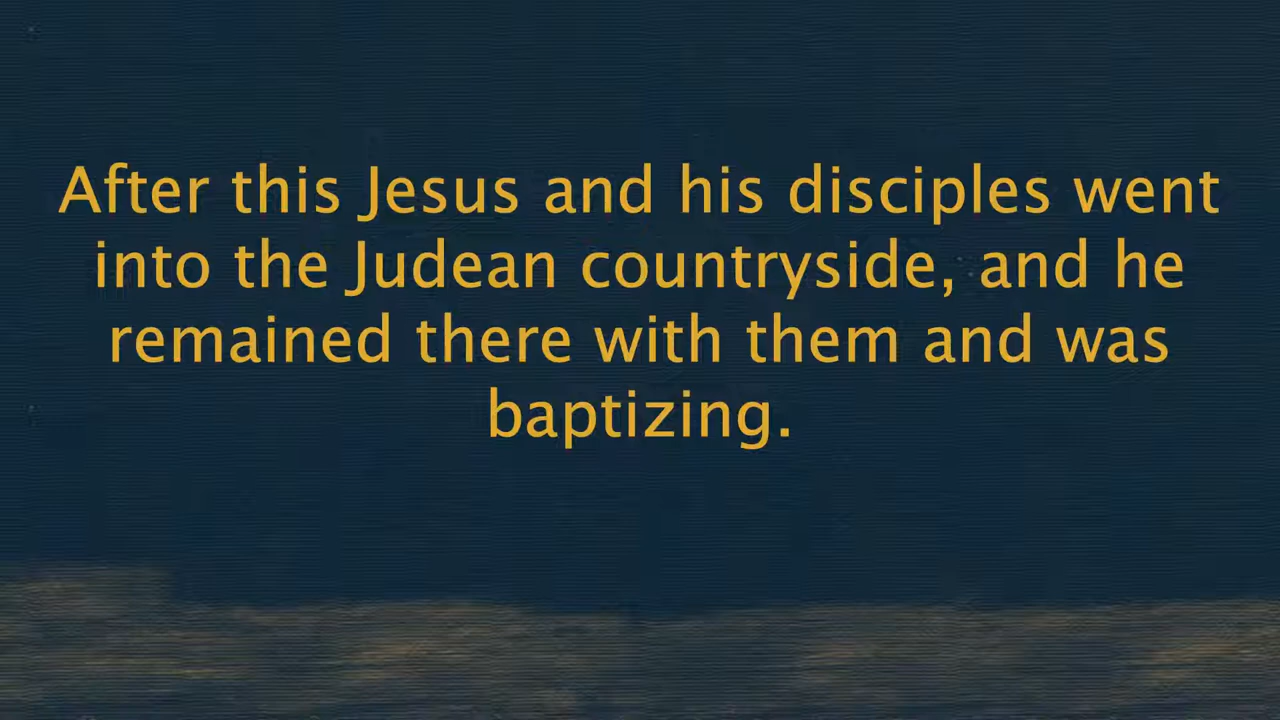 After this Jesus and his disciples went
into the Judean countryside, and he
remained there with them and was
baptizing.